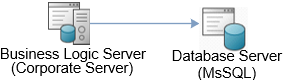 Business Logic Server
(Corporate Server)
Database Server
(MsSQL)